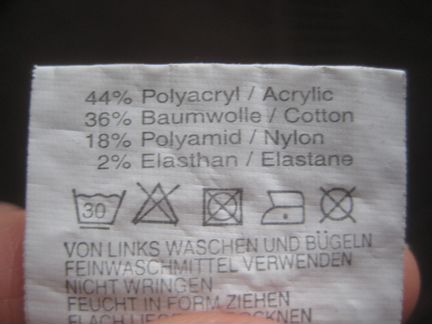 44% Polyacryl / Acrylic
36% Baumwolle / Cotton
18% Polyamid / Nylon
2% Elasthan / Elastane
30
VON LINKS WASCHEN UND BÜGELN
FEINWASCHMITTEL VERWENDEN
NICHT WRINGEN
FEUCHT IN FORM ZIEHEN
FLACH